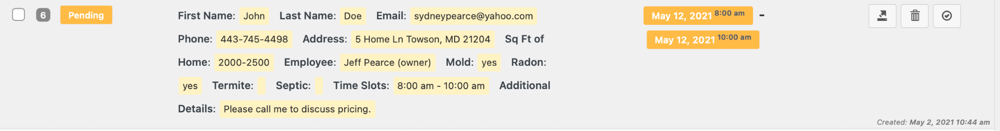 6 Pending First Name: John Last Name: Doe Email: sydneypearce@yahoo.com May 12, 2021 8:00 am -
Phone: 443-745-4498 Address: 5 Home Ln Towson, MD 21204 Sq Ft of May 12, 2021 10:00 am
Home: 2000-2500 Employee: Jeff Pearce (owner) Mold: yes Radon:
yes Termite: Septic: Time Slots: 8:00 am - 10:00 am Additional
Details: Please call me to discuss pricing.
Created: May 2, 2021 10:44 am